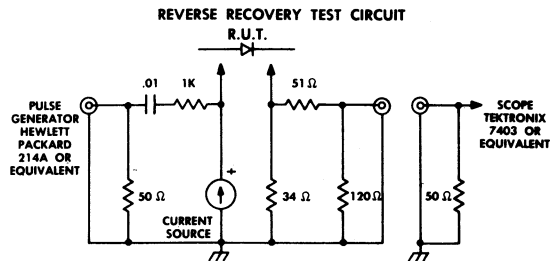 REVERSE RECOVERY TEST CIRCUIT
R.U.T.
.01
1K
51 Ω
PULSE
GENERATOR
HEWLETT
PACKARD
214A OR
EQUIVALENT
50 Ω
+
CURRENT
SOURCE
34 Ω
120Ω
50 Ω
SCOPE
TEKTRONIX
7403 OR
EQUIVALENT